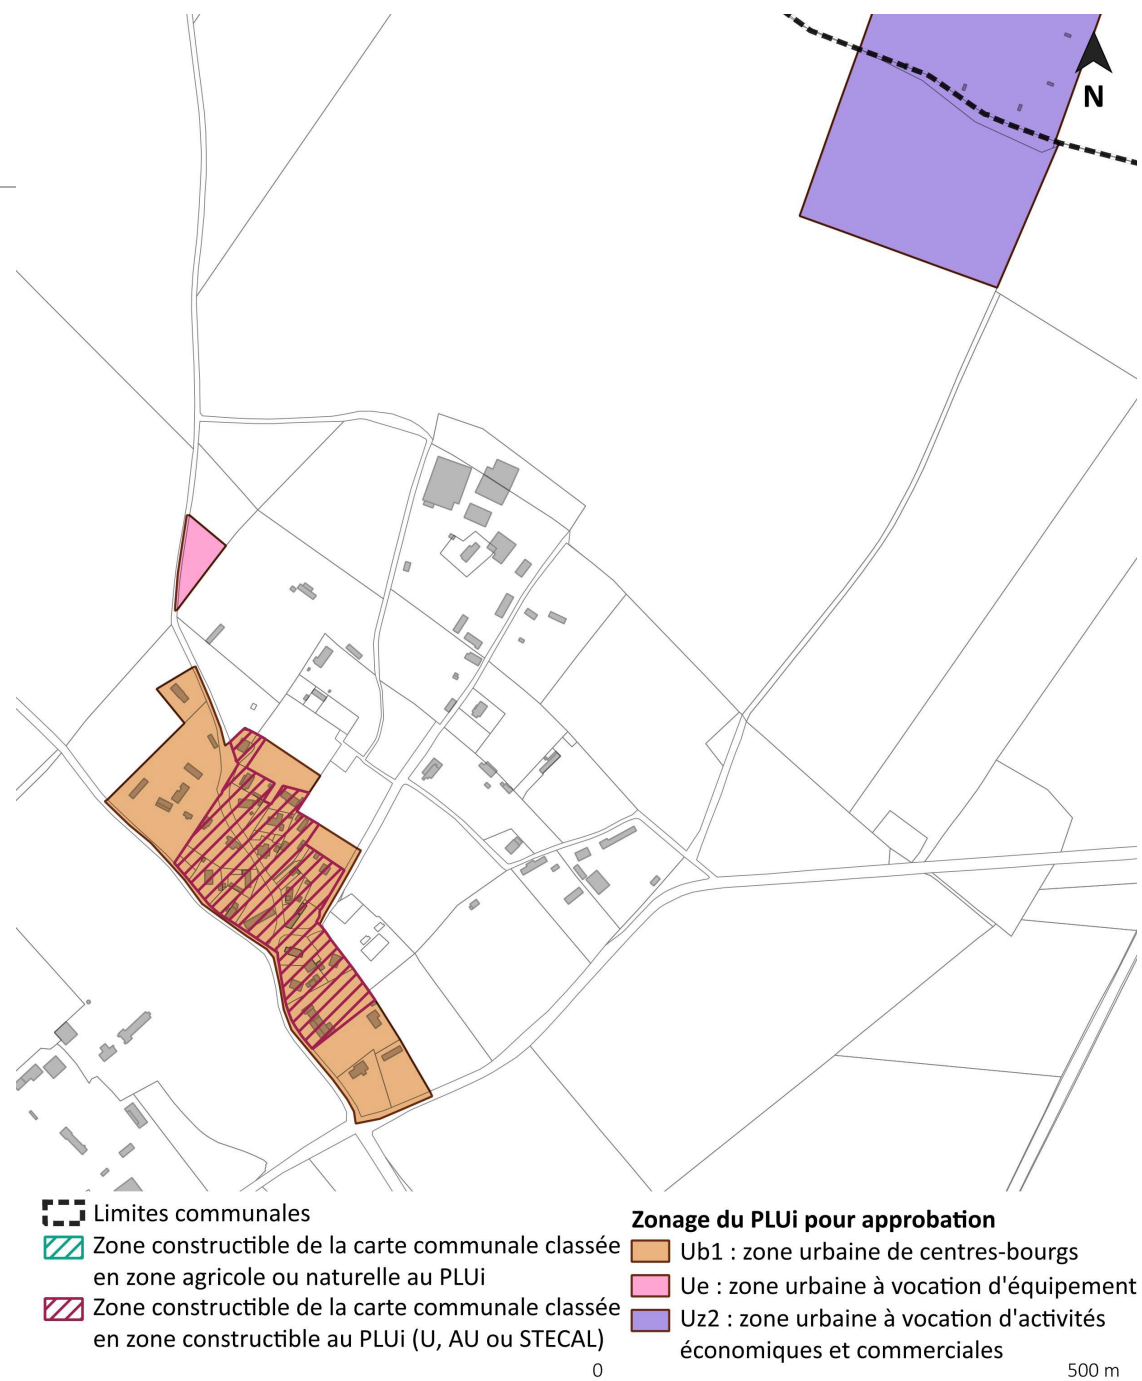 N
Limites communales
Zone constructible de la carte communale classée
en zone agricole ou naturelle au PLUi
Zone constructible de la carte communale classée
en zone constructible au PLUi (U, AU ou STECAL)
Zonage du PLUi pour approbation
Ub1 : zone urbaine de centres-bourgs
Ue : zone urbaine à vocation d'équipement
Uz2 : zone urbaine à vocation d'activités
économiques et commerciales
0
500 m